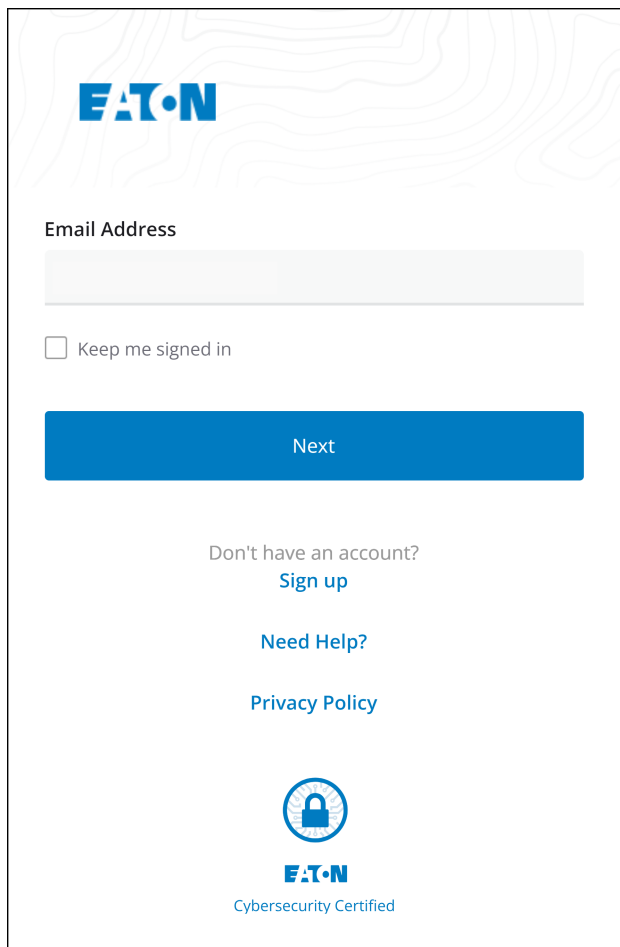 EATON
Email Address
Keep me signed in
Next
Don't have an account?
Sign up
Need Help?
Privacy Policy
EATON
Cybersecurity Certified